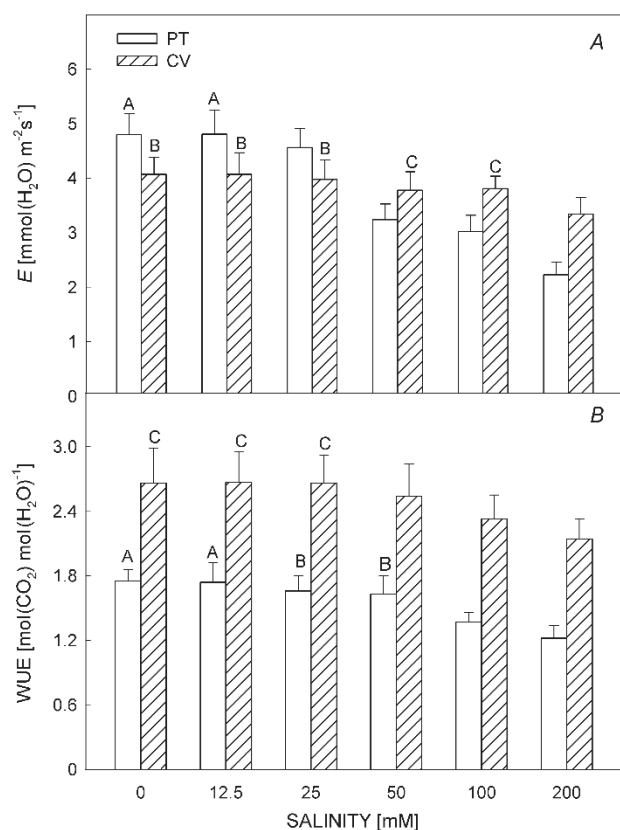 A
PT
CV
6
5
4
3
2
1
0
E [mmol(H₂O) m⁻²s⁻¹]
A A
B B B C C
B
3.0
2.4
1.8
1.2
0.6
0
WUE [mol(CO₂) mol(H₂O)⁻¹]
C C C
A A B B
0 12.5 25 50 100 200
SALINITY [mM]